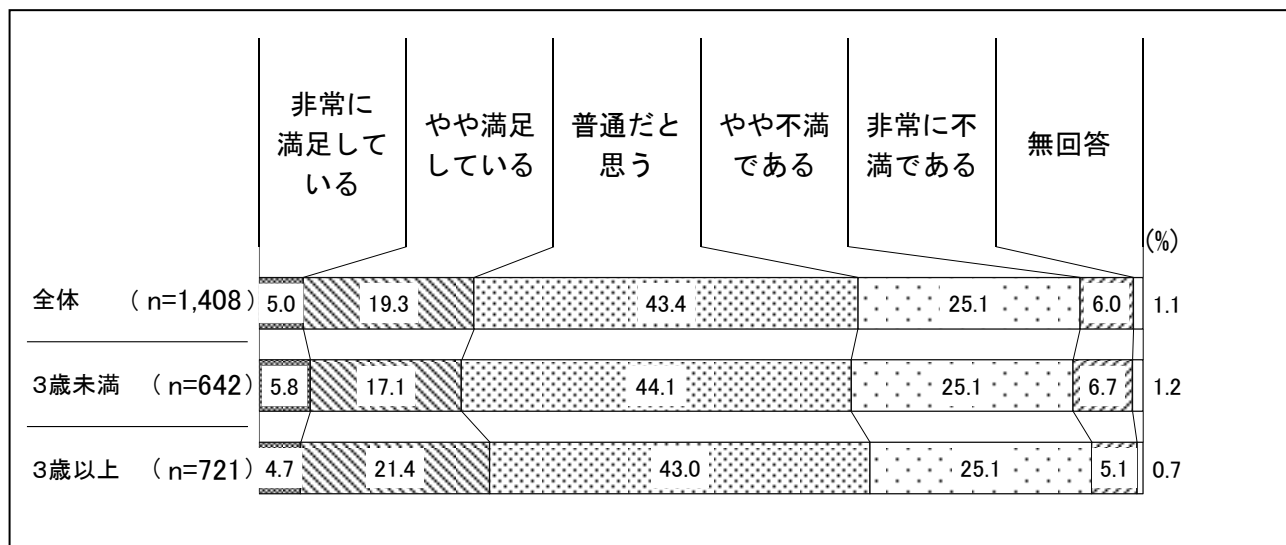 非常に
満足して
いる
やや満足
している
普通だと
思う
やや不満
である
非常に不
満である
無回答
(%)
全体 （n=1,408） 5.0 19.3 43.4 25.1 6.0 1.1
3歳未満 （n=642） 5.8 17.1 44.1 25.1 6.7 1.2
3歳以上 （n=721） 4.7 21.4 43.0 25.1 5.1 0.7